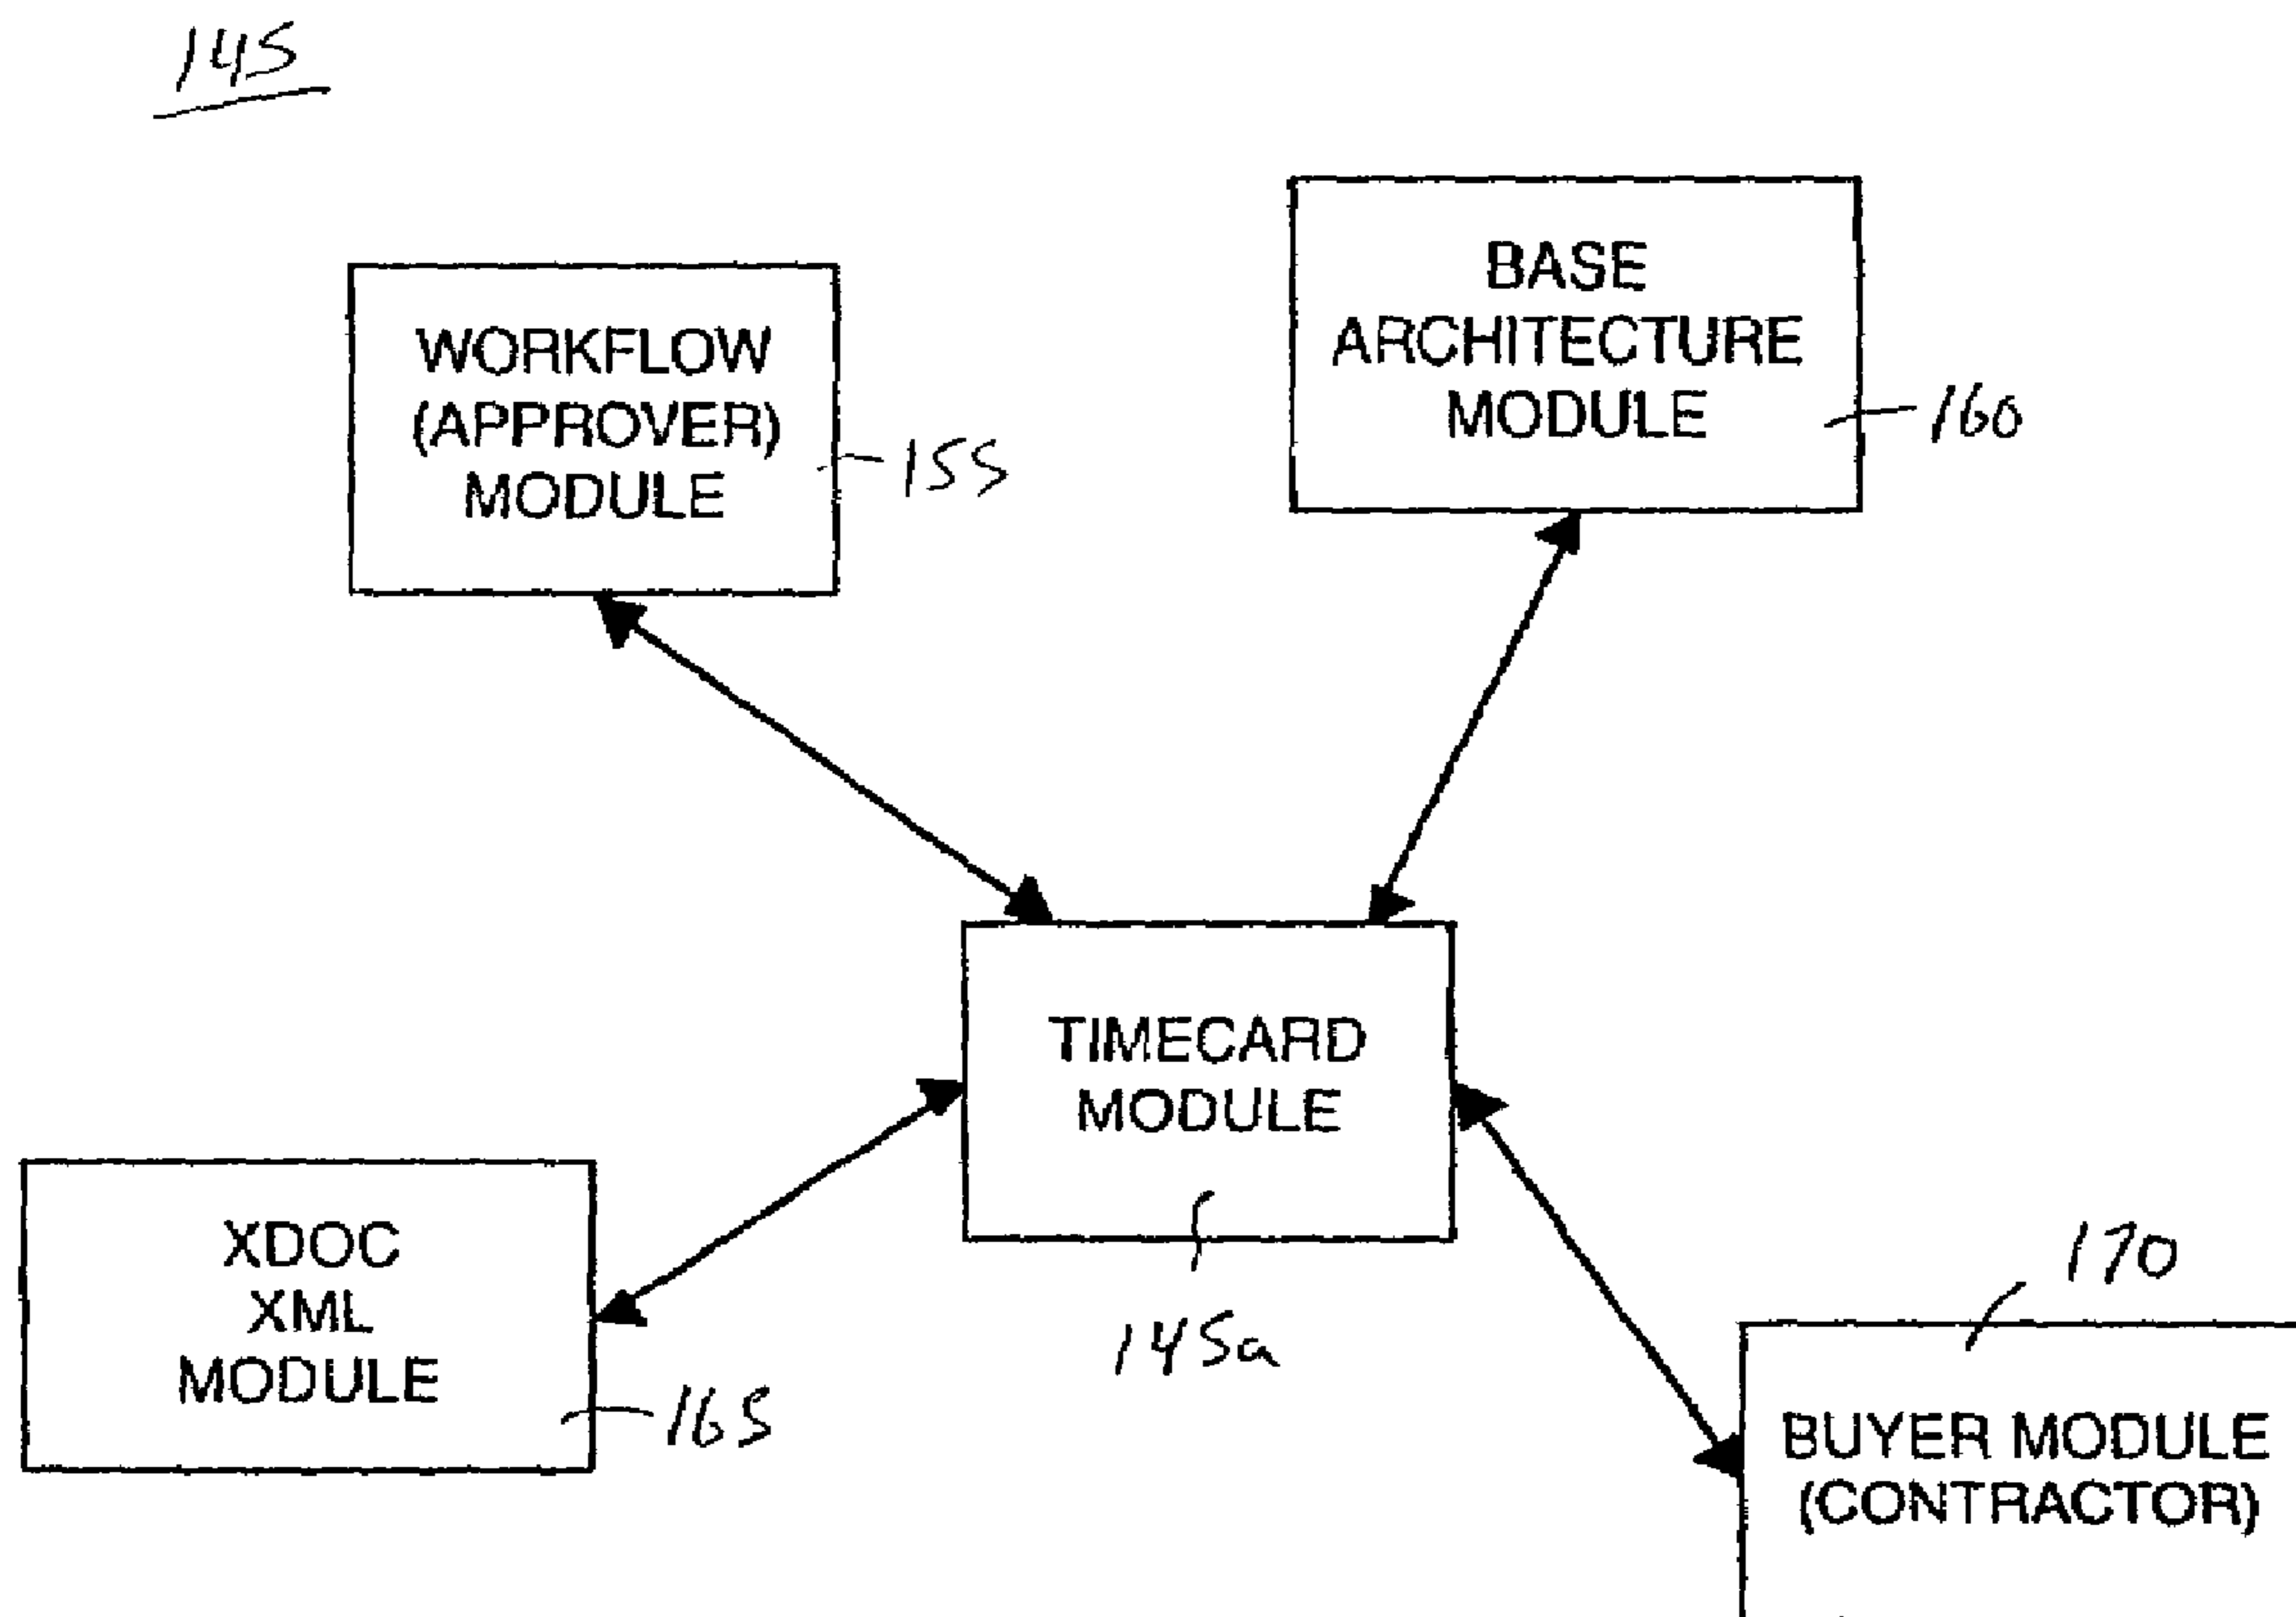 145
BASE
ARCHITECTURE
MODULE
160
WORKFLOW
(APPROVER)
MODULE
155
TIMECARD
MODULE
145a
XDOC
XML
MODULE
165
170
BUYER MODULE
(CONTRACTOR)